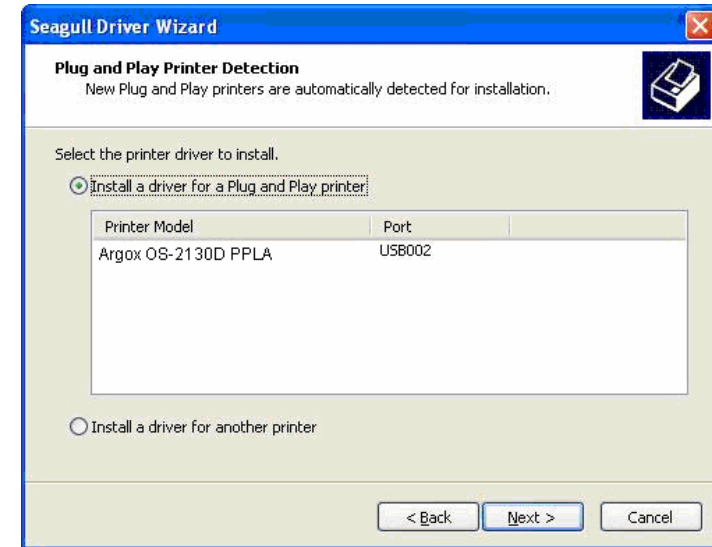 Seagull Driver Wizard
Plug and Play Printer Detection
New Plug and Play printers are automatically detected for installation.
Select the printer driver to install.
Install a driver for a Plug and Play printer
Printer Model Port
Argox OS-2130D PPLA USB002
Install a driver for another printer
< Back Next > Cancel